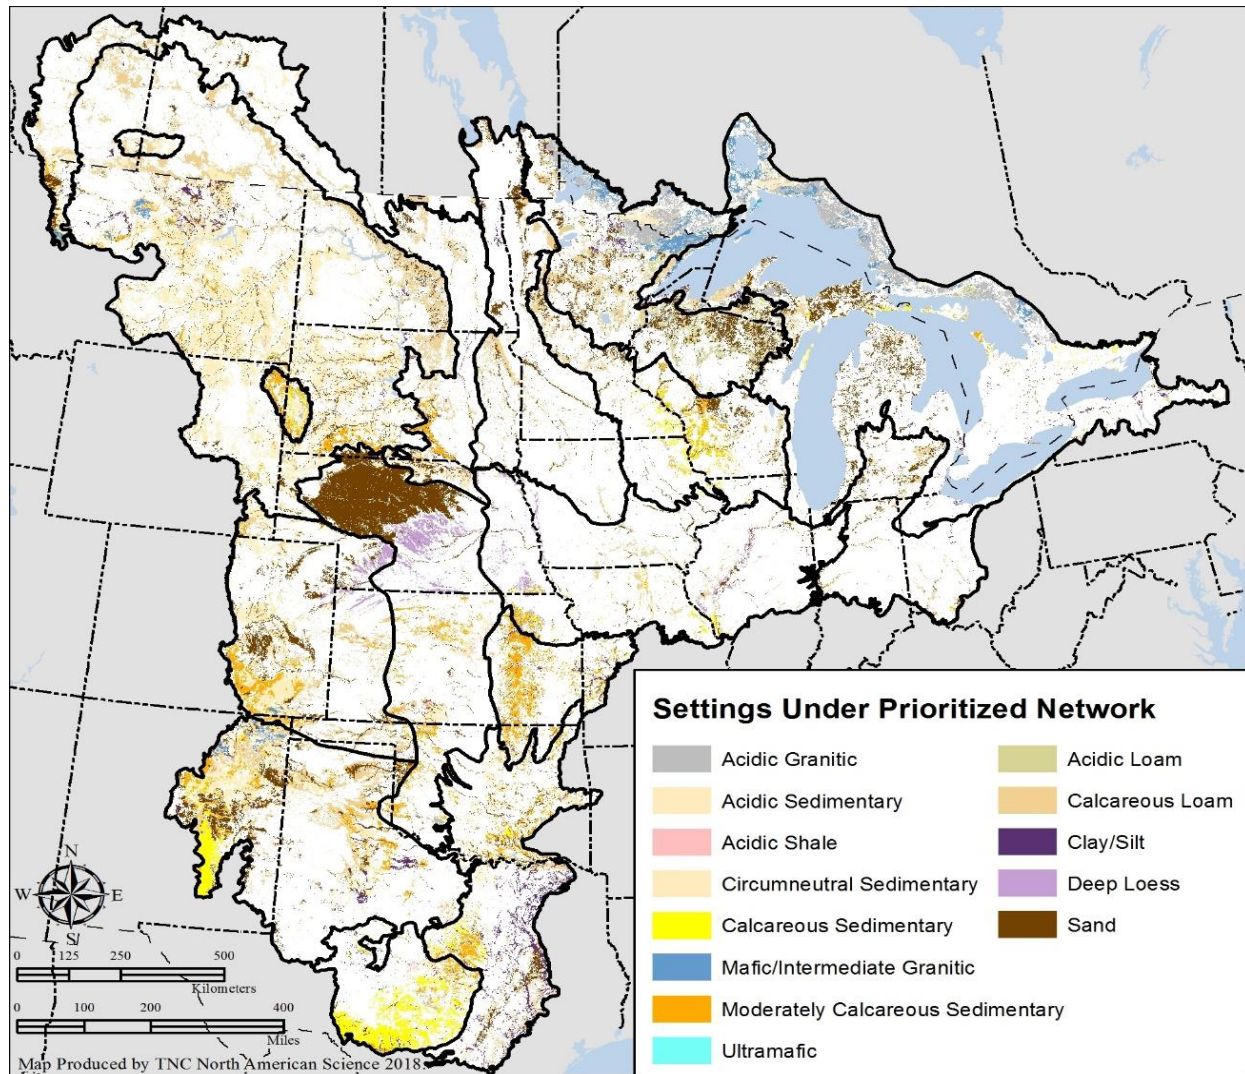 Settings Under Prioritized Network
Acidic Granitic
Acidic Sedimentary
Acidic Shale
Circumneutral Sedimentary
Calcareous Sedimentary
Mafic/Intermediate Granitic
Moderately Calcareous Sedimentary
Ultramafic
Acidic Loam
Calcareous Loam
Clay/Silt
Deep Loess
Sand
N
W E
S
0 125 250 500
Kilometers
0 100 200 400
Miles
Map Produced by TNC North American Science 2018.